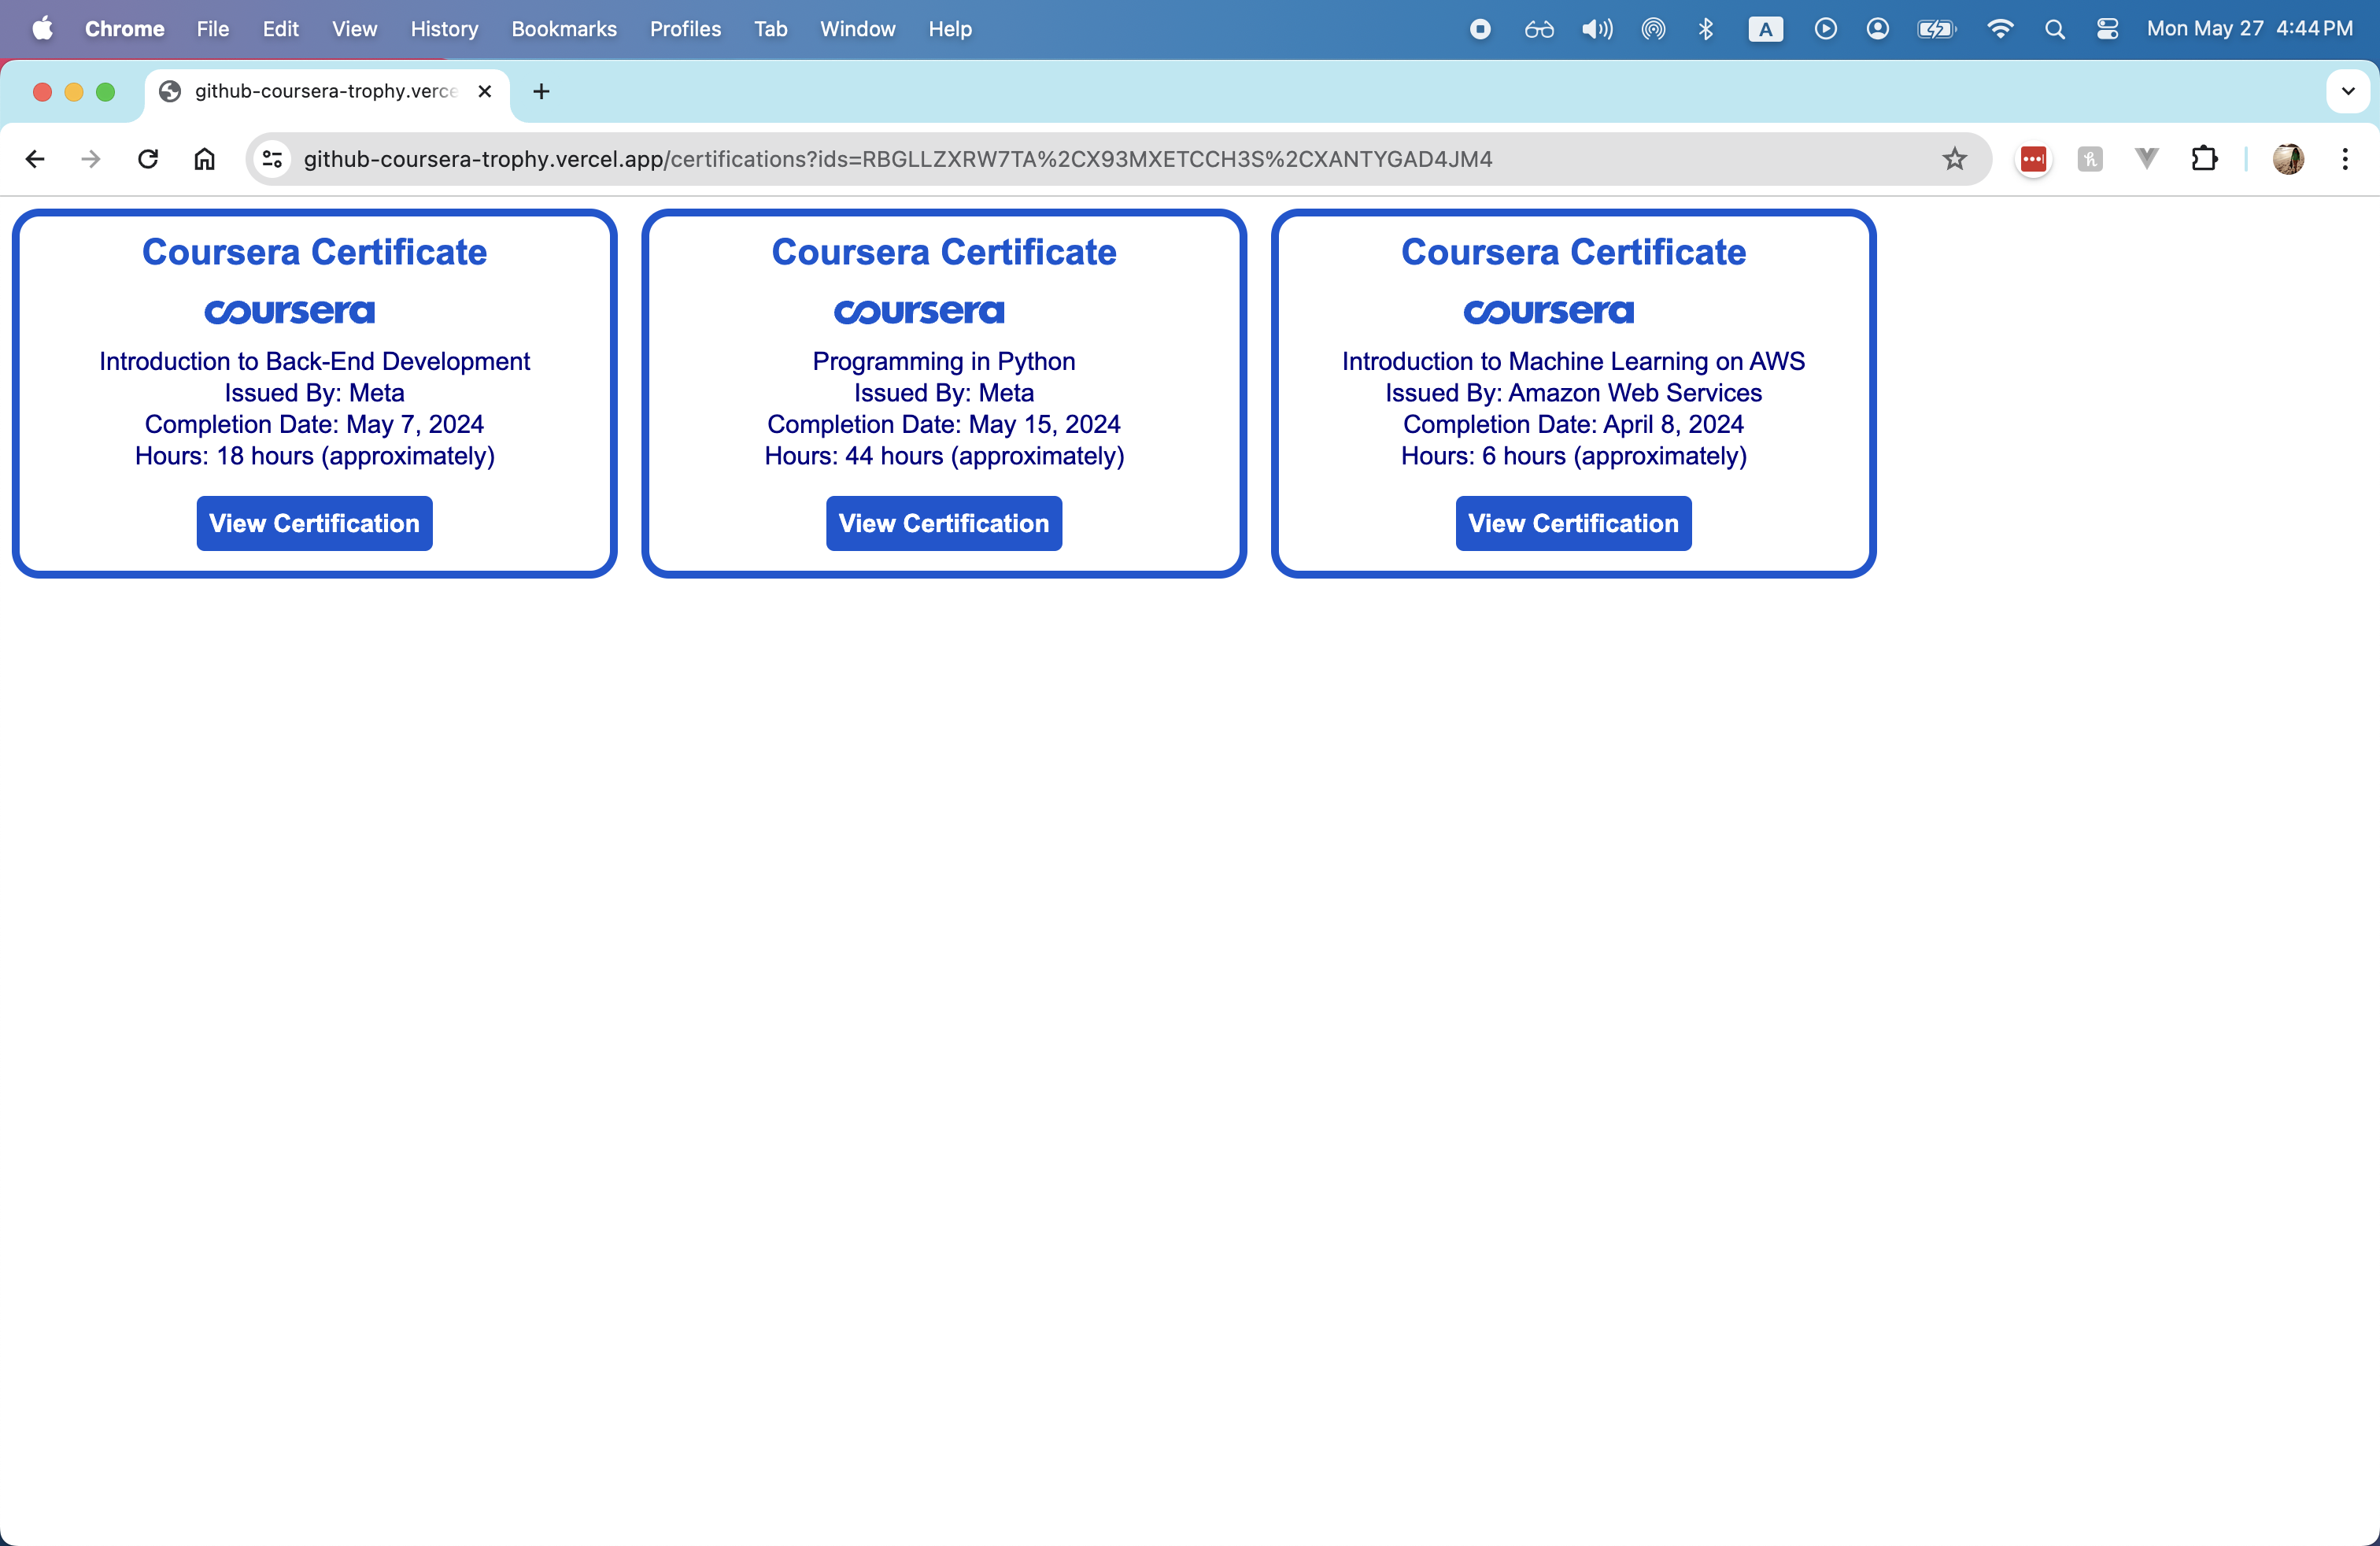 Chrome File Edit View History Bookmarks Profiles Tab Window Help A Mon May 27 4:44 PM
github-coursera-trophy.verce
github-coursera-trophy.vercel.app/certifications?ids=RBGLLZXRW7TA%2CX93MXETCCH3S%2CXANTYGAD4JM4
Coursera Certificate
coursera
Introduction to Back-End Development
Issued By: Meta
Completion Date: May 7, 2024
Hours: 18 hours (approximately)
View Certification
Coursera Certificate
coursera
Programming in Python
Issued By: Meta
Completion Date: May 15, 2024
Hours: 44 hours (approximately)
View Certification
Coursera Certificate
coursera
Introduction to Machine Learning on AWS
Issued By: Amazon Web Services
Completion Date: April 8, 2024
Hours: 6 hours (approximately)
View Certification